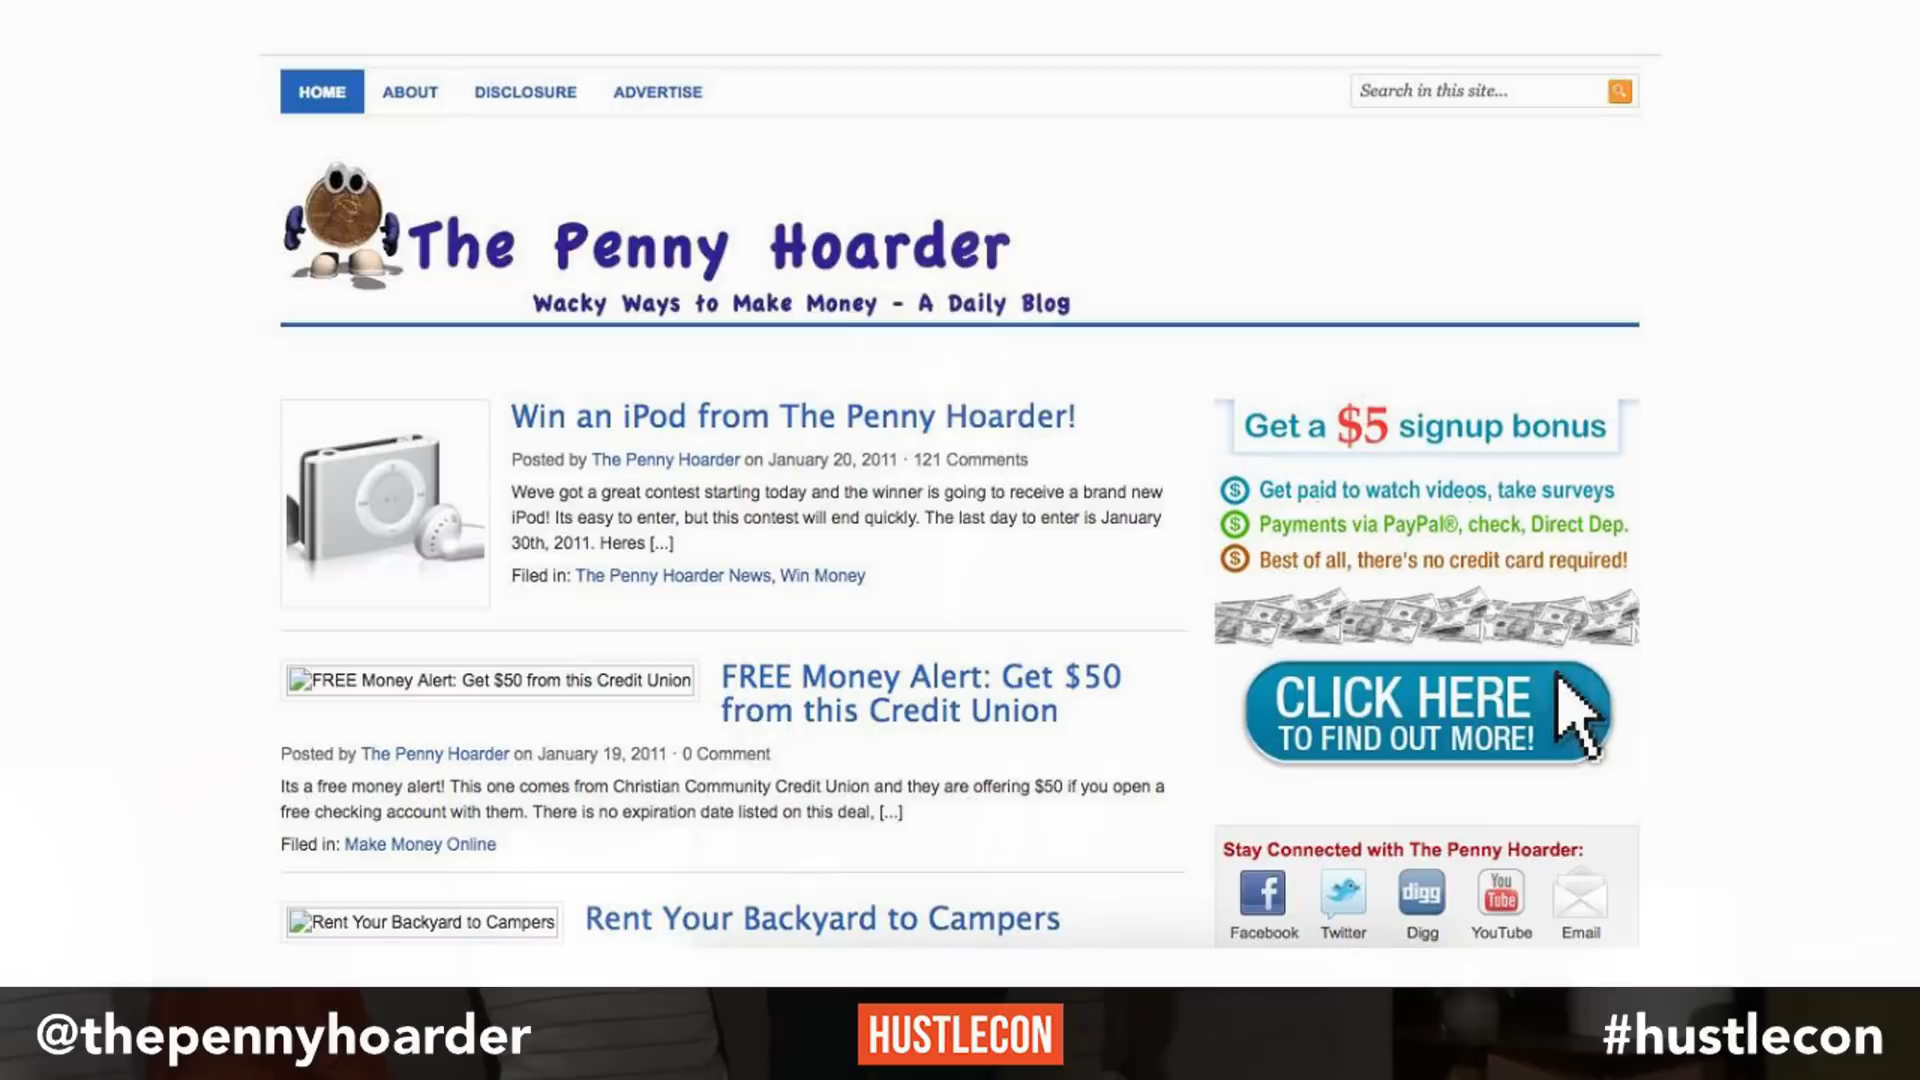 HOME ABOUT DISCLOSURE ADVERTISE
Search in this site...
The Penny Hoarder
Wacky Ways to Make Money - A Daily Blog
Win an iPod from The Penny Hoarder!
Posted by The Penny Hoarder on January 20, 2011 · 121 Comments
Weve got a great contest starting today and the winner is going to receive a brand new
iPod! Its easy to enter, but this contest will end quickly. The last day to enter is January
30th, 2011. Heres [...]
Filed in: The Penny Hoarder News, Win Money
FREE Money Alert: Get $50 from this Credit Union
FREE Money Alert: Get $50
from this Credit Union
Posted by The Penny Hoarder on January 19, 2011 · 0 Comment
Its a free money alert! This one comes from Christian Community Credit Union and they are offering $50 if you open a
free checking account with them. There is no expiration date listed on this deal, [...]
Filed in: Make Money Online
Rent Your Backyard to Campers
Rent Your Backyard to Campers
Get a $5 signup bonus
Get paid to watch videos, take surveys
Payments via PayPal®, check, Direct Dep.
Best of all, there's no credit card required!
CLICK HERE
TO FIND OUT MORE!
Stay Connected with The Penny Hoarder:
f
digg
You
Tube
Facebook Twitter Digg YouTube Email
@thepennyhoarder
HUSTLECON
#hustlecon